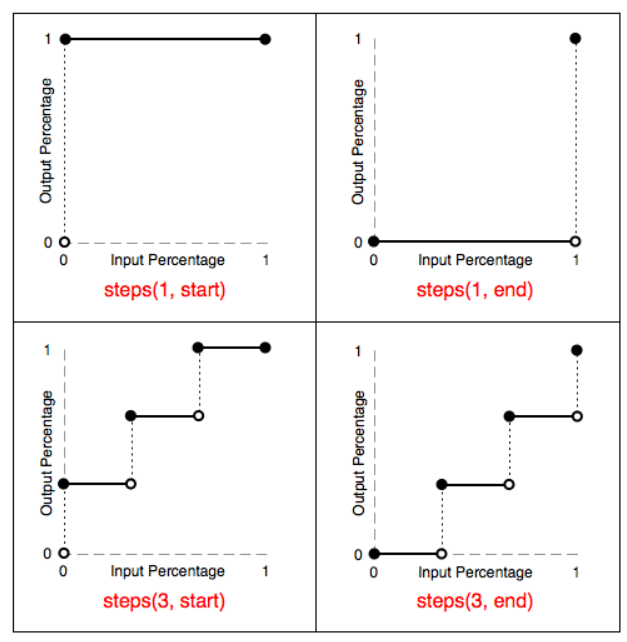 1
Output Percentage
0
0 Input Percentage 1
steps(1, start)
1
Output Percentage
0
0 Input Percentage 1
steps(1, end)
1
Output Percentage
0
0 Input Percentage 1
steps(3, start)
1
Output Percentage
0
0 Input Percentage 1
steps(3, end)